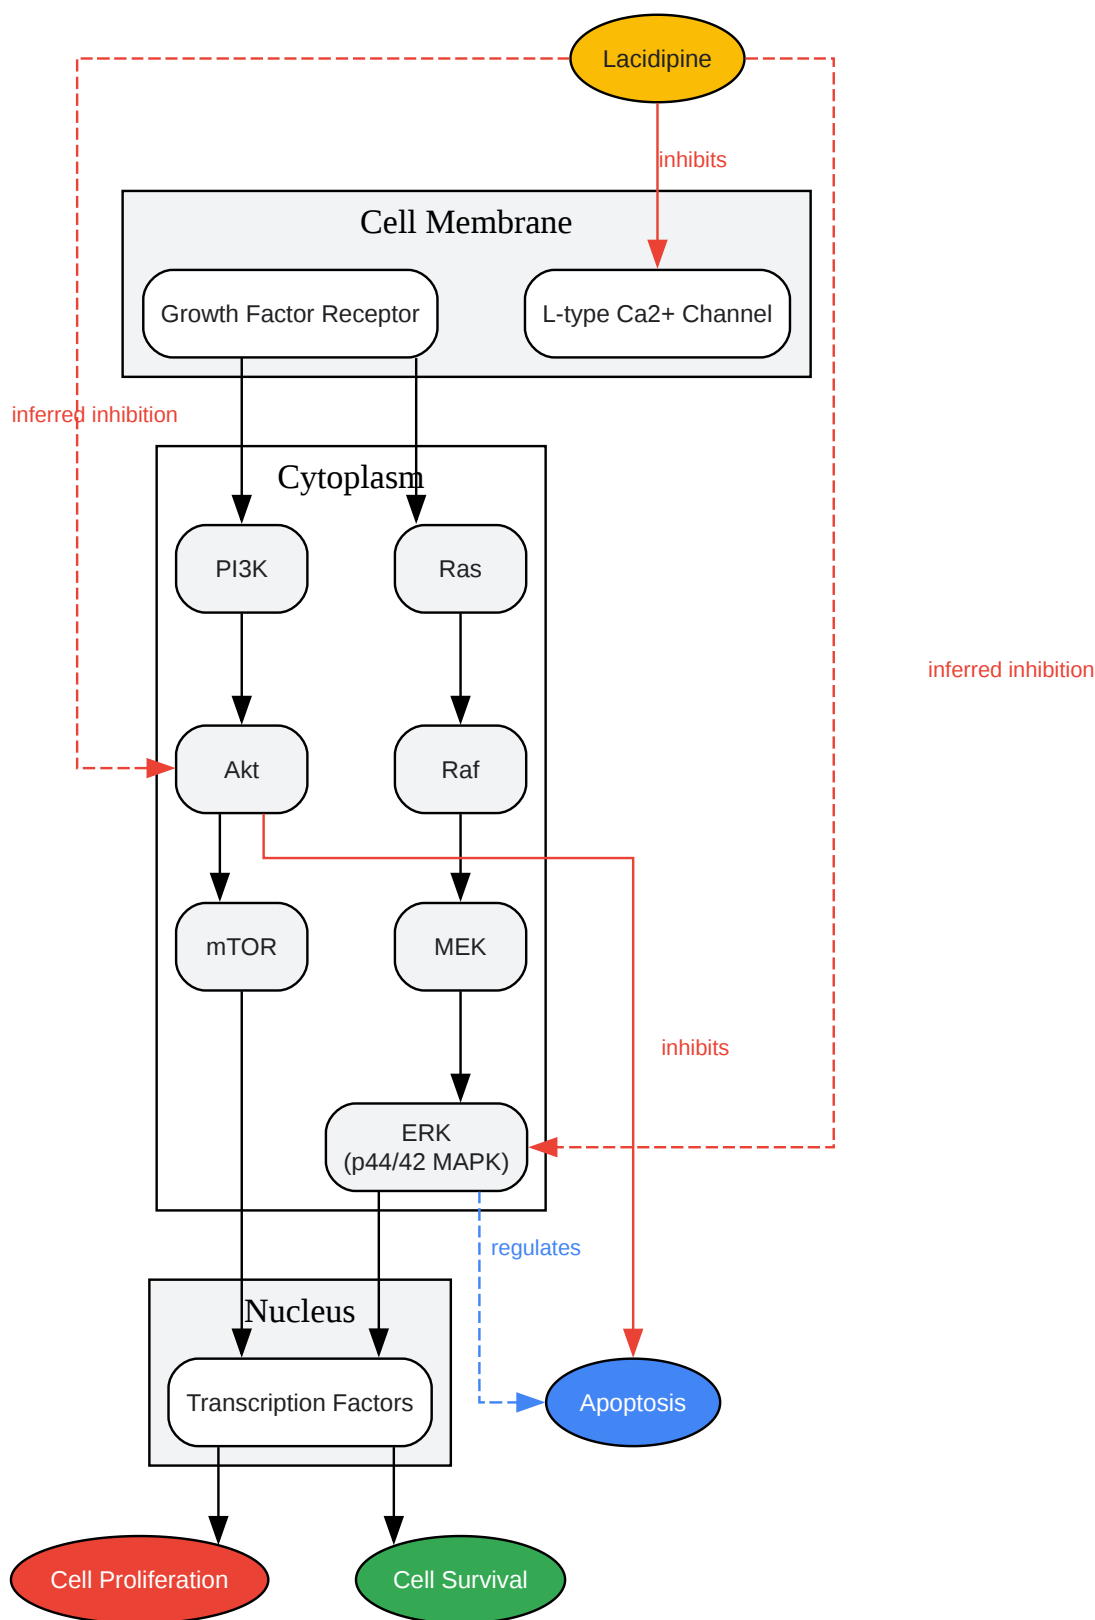 Lacidipine
inhibits
Cell Membrane
Growth Factor Receptor
L-type Ca2+ Channel
inferred inhibition
Cytoplasm
PI3K
Ras
inferred inhibition
Akt
Raf
mTOR
MEK
inhibits
ERK
(p44/42 MAPK)
regulates
Nucleus
Transcription Factors
Apoptosis
Cell Proliferation
Cell Survival